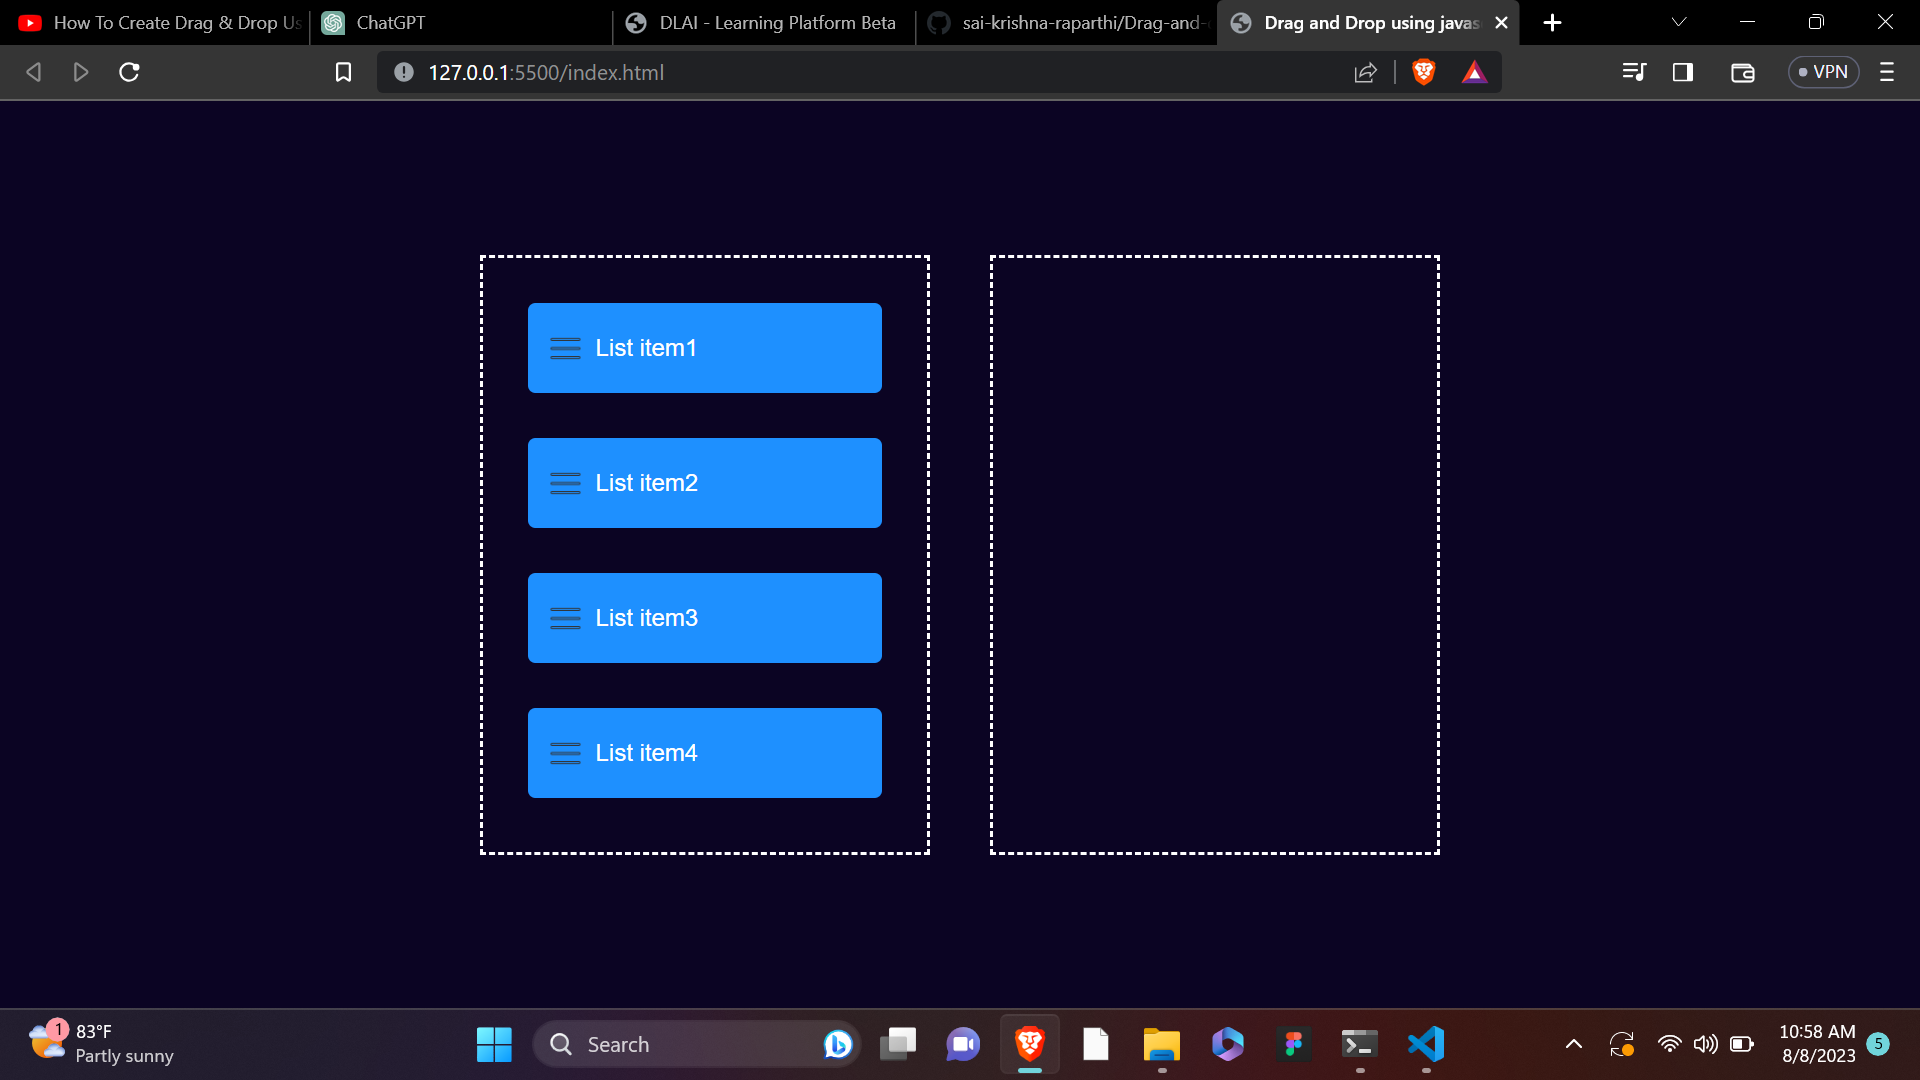 How To Create Drag & Drop Us
ChatGPT
DLAI - Learning Platform Beta
sai-krishna-raparthi/Drag-and-
Drag and Drop using javas
127.0.0.1:5500/index.html
VPN
List item1
List item2
List item3
List item4
1
83°F
Partly sunny
Search
10:58 AM
8/8/2023
5